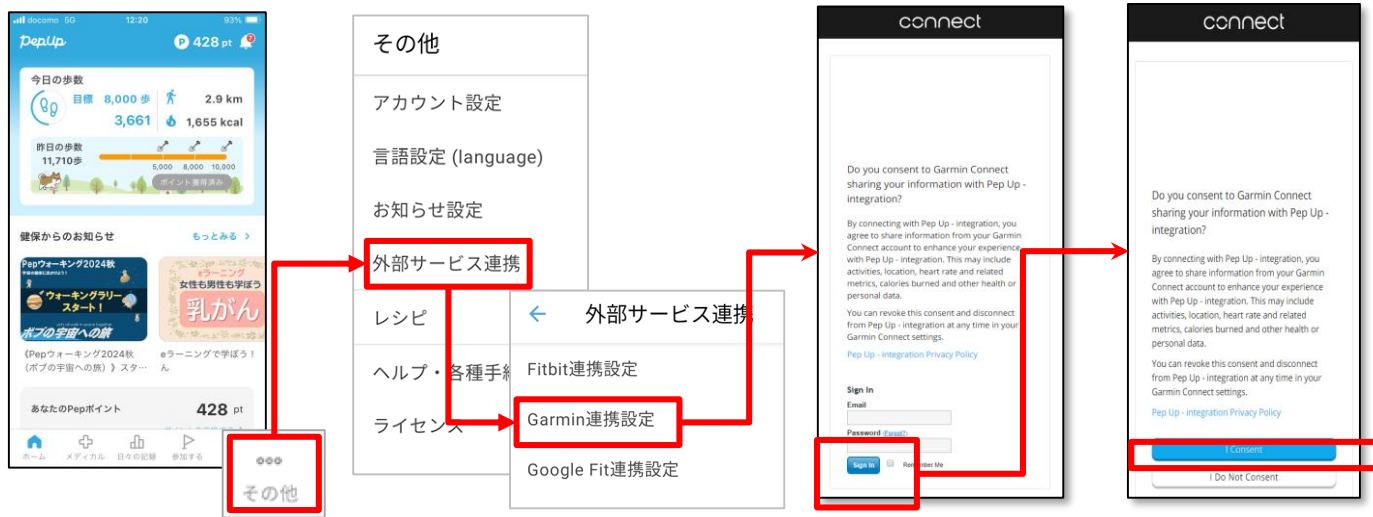 docomo 5G 12:20 93%
PepUp P 428 pt
今日の歩数
目標 8,000 歩 2.9 km
3,661 1,655 kcal
昨日の歩数
11,710歩
5,000 8,000 10,000
ポイント獲得済み
健保からのお知らせ もっとみる >
Pepウォーキング2024秋
ウォーキングラリー
スタート!
ボブの宇宙への旅
eラーニング
女性も男性も学ぼう
乳がん
《Pepウォーキング2024秋
(ボブの宇宙への旅)》スタ…
eラーニングで学ぼう!
ん
あなたのPepポイント 428 pt
ホーム メディカル 日々の記録 参加する
その他
その他
アカウント設定
言語設定 (language)
お知らせ設定
外部サービス連携
レシピ
ヘルプ・各種手続
ライセンス
← 外部サービス連携
Fitbit連携設定
Garmin連携設定
Google Fit連携設定
connect
Do you consent to Garmin Connect
sharing your information with Pep Up -
integration?
By connecting with Pep Up - integration, you
agree to share information from your Garmin
Connect account to enhance your experience
with Pep Up - integration. This may include
activities, location, heart rate and related
metrics, calories burned and other health or
personal data.
You can revoke this consent and disconnect
from Pep Up - integration at any time in your
Garmin Connect settings.
Pep Up - integration Privacy Policy
Sign In
Email
Password (Forgot?)
Sign In Remember Me
connect
Do you consent to Garmin Connect
sharing your information with Pep Up -
integration?
By connecting with Pep Up - integration, you
agree to share information from your Garmin
Connect account to enhance your experience
with Pep Up - integration. This may include
activities, location, heart rate and related
metrics, calories burned and other health or
personal data.
You can revoke this consent and disconnect
from Pep Up - integration at any time in your
Garmin Connect settings.
Pep Up - integration Privacy Policy
I Consent
I Do Not Consent